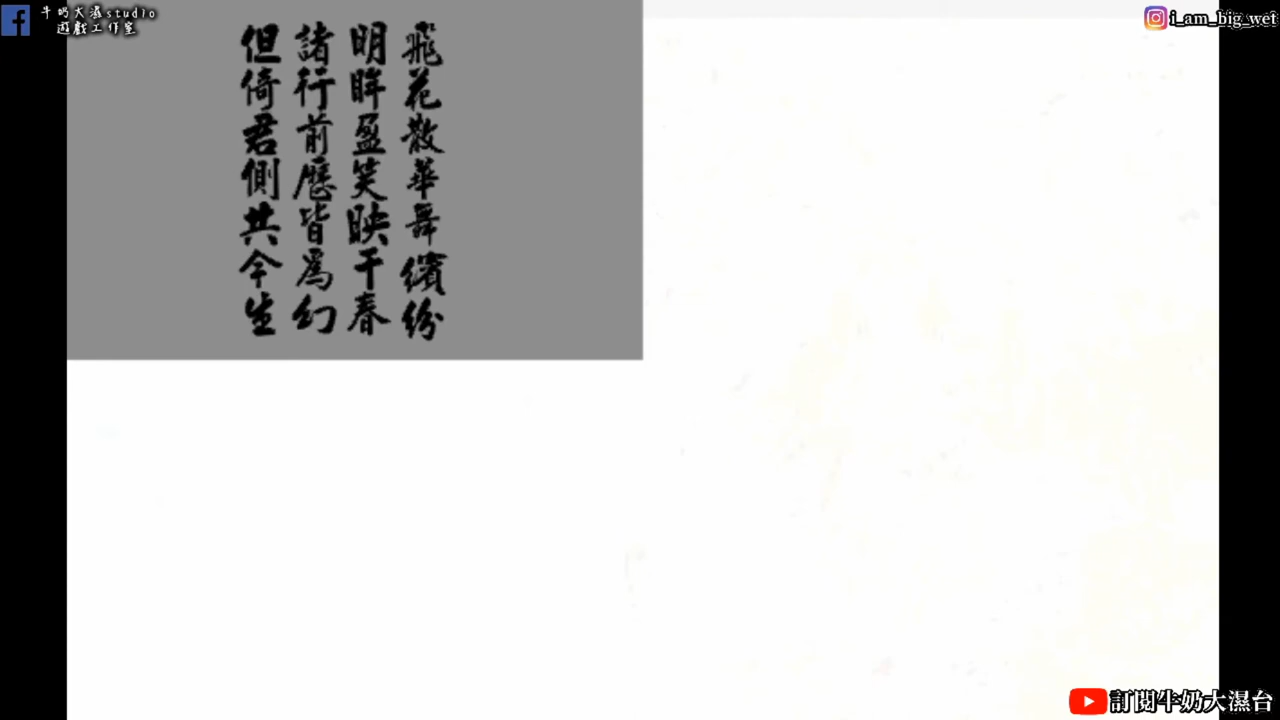 牛奶大濕studio
遊戲工作室
i_am_big_wet
飛花散華舞繽紛
明眸盈笑映千春
諸行前歷皆爲幻
但倚君側共今生
訂閱牛奶大濕台